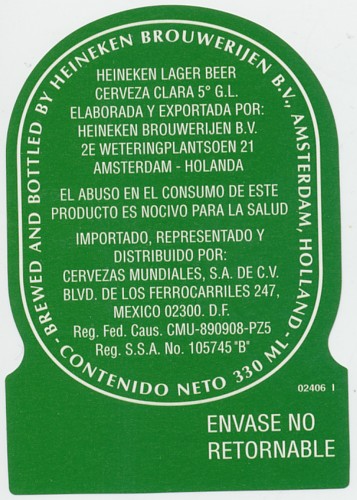 BREWED AND BOTTLED BY HEINEKEN BROUWERIJEN B.V., AMSTERDAM, HOLLAND-
HEINEKEN LAGER BEER
CERVEZA CLARA 5° G.L.
ELABORADA Y EXPORTADA POR:
HEINEKEN BROUWERIJEN B.V.
2E WETERINGPLANTSOEN 21
AMSTERDAM - HOLANDA
EL ABUSO EN EL CONSUMO DE ESTE
PRODUCTO ES NOCIVO PARA LA SALUD
IMPORTADO, REPRESENTADO Y
DISTRIBUIDO POR:
CERVEZAS MUNDIALES, S.A. DE C.V.
BLVD. DE LOS FERROCARRILES 247,
MEXICO 02300. D.F.
Reg. Fed. Caus. CMU-890908-PZ5
Reg. S.S.A. No. 105745 "B"
- CONTENIDO NETO 330 ML -
02406 I
ENVASE NO
RETORNABLE